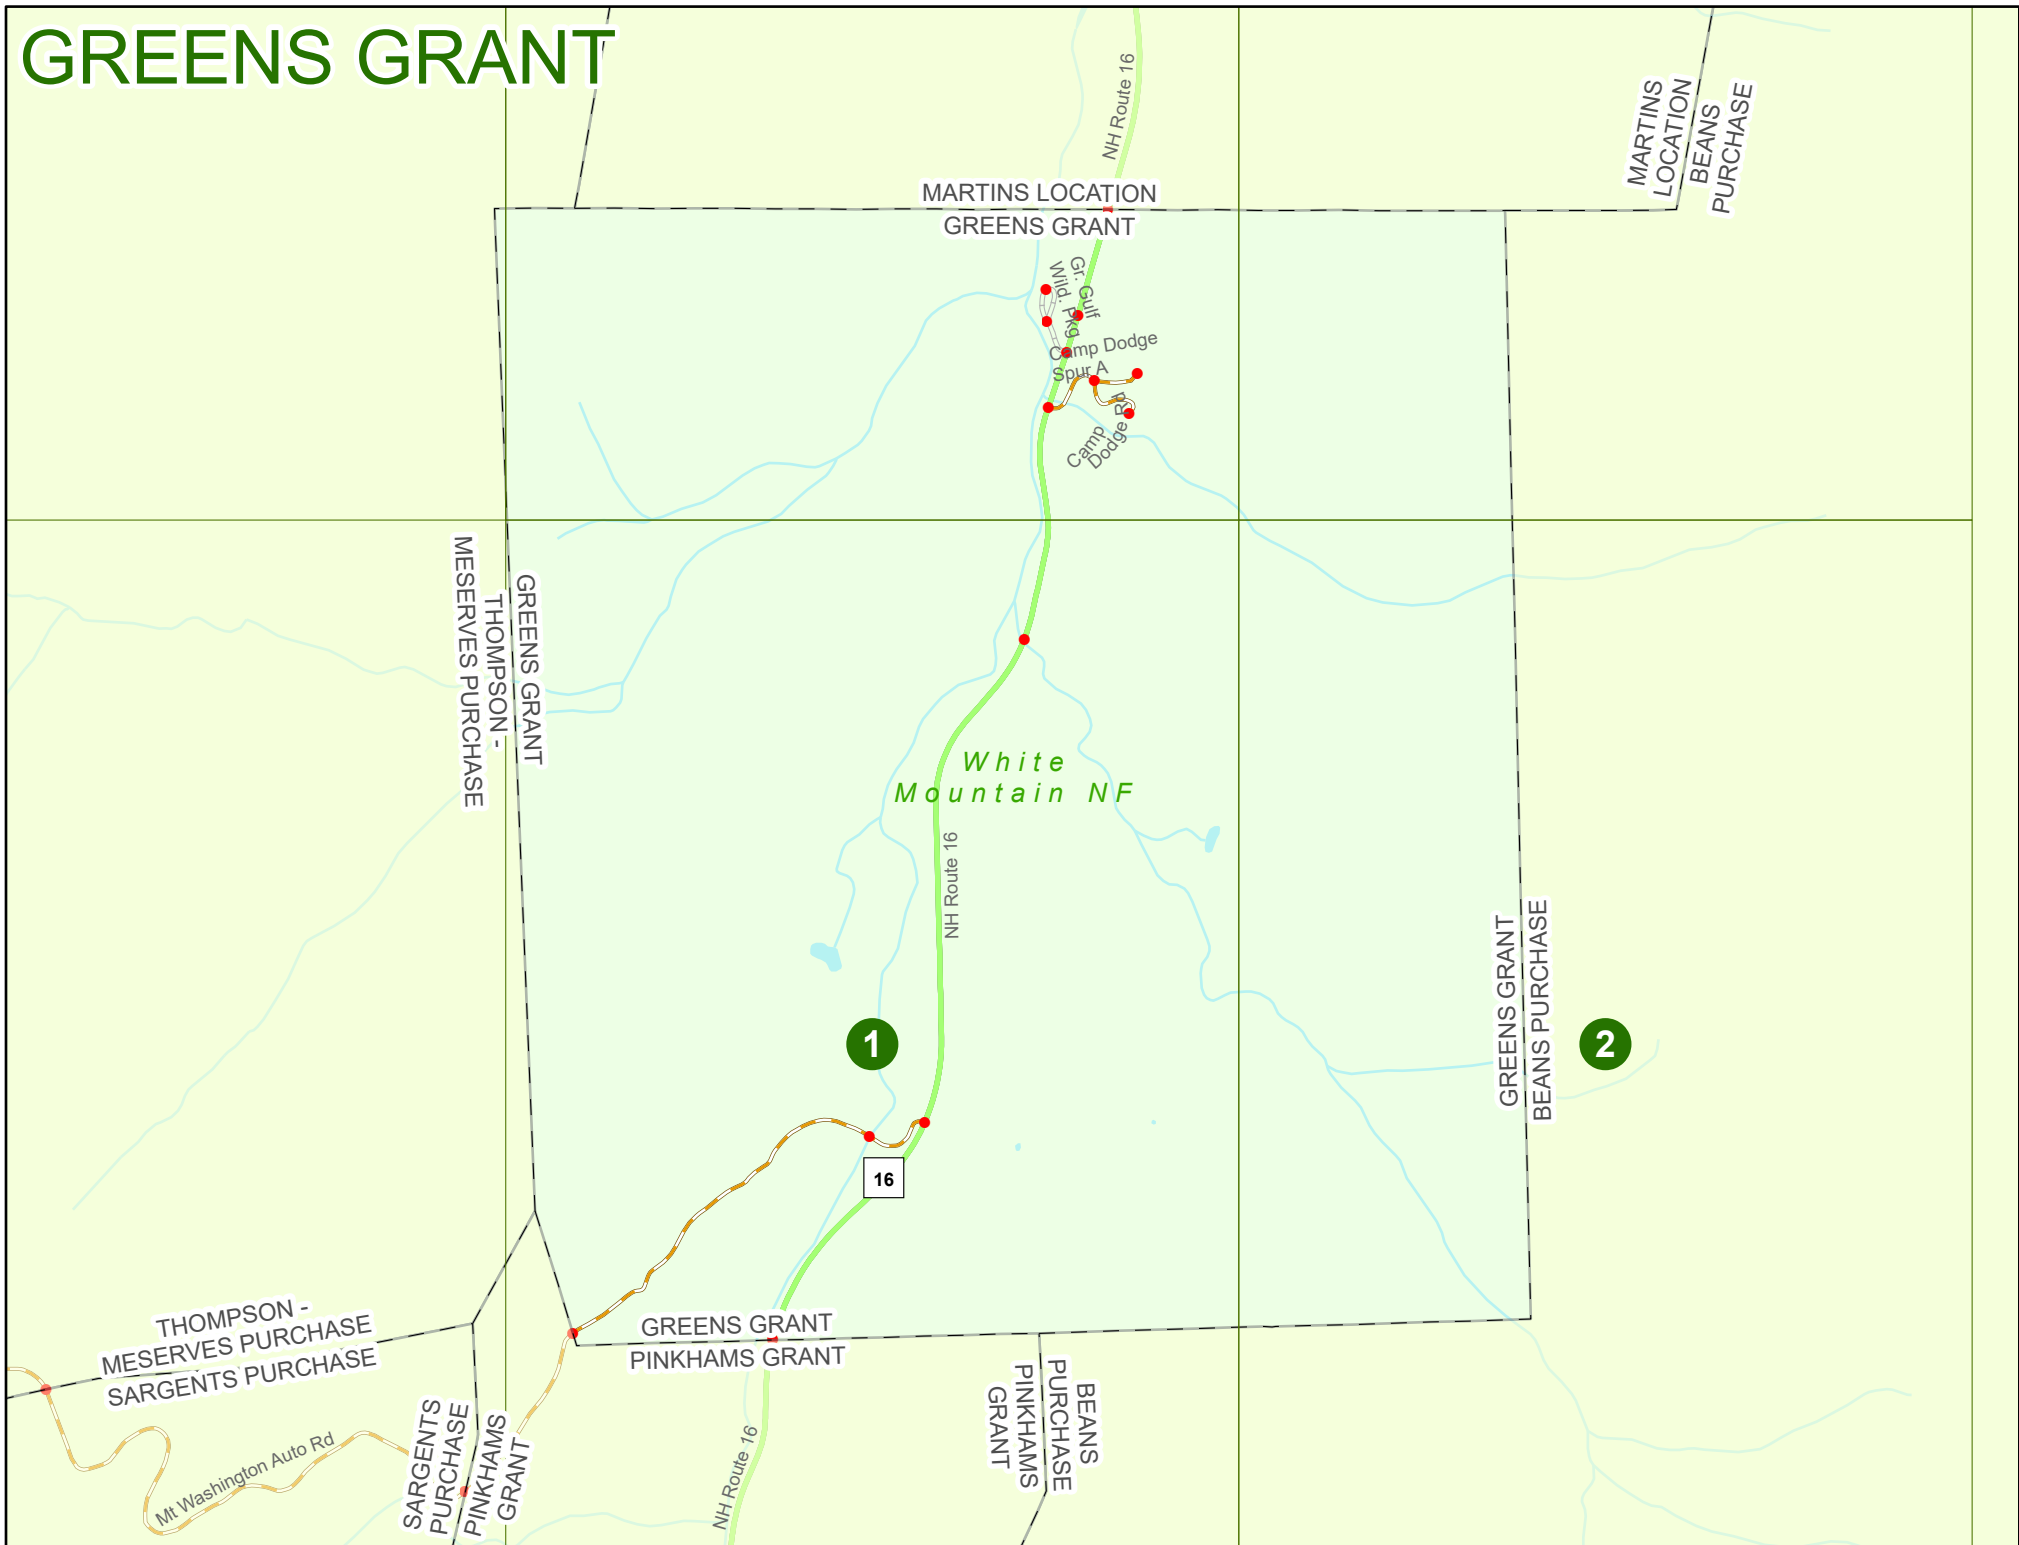 GREENS GRANT
NH Route 16
MARTINS
LOCATION
BEANS
PURCHASE
MARTINS LOCATION
GREENS GRANT
Gr. Gulf
Wild. Pkg
Camp Dodge
Spur A
Camp
Dodge Rd
MESERVES PURCHASE
THOMPSON -
GREENS GRANT
White
Mountain NF
NH Route 16
GREENS GRANT
BEANS PURCHASE
1
2
16
THOMPSON -
MESERVES PURCHASE
SARGENTS PURCHASE
GREENS GRANT
PINKHAMS GRANT
Mt Washington Auto Rd
SARGENTS
PURCHASE
PINKHAMS
GRANT
NH Route 16
PINKHAMS
GRANT
BEANS
PURCHASE